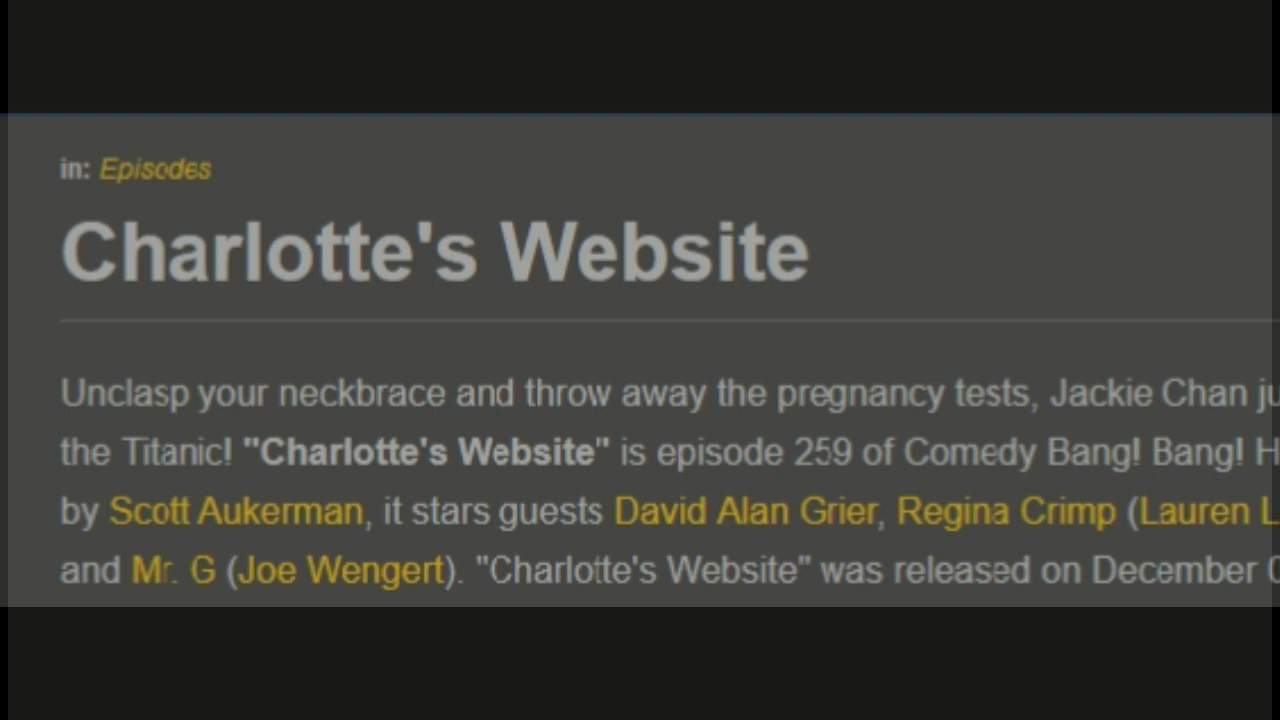 in: Episodes
Charlotte's Website
Unclasp your neckbrace and throw away the pregnancy tests, Jackie Chan
the Titanic! "Charlotte's Website" is episode 259 of Comedy Bang! Bang!
by Scott Aukerman, it stars guests David Alan Grier, Regina Crimp (Lauren
and Mr. G (Joe Wengert). "Charlotte's Website" was released on December